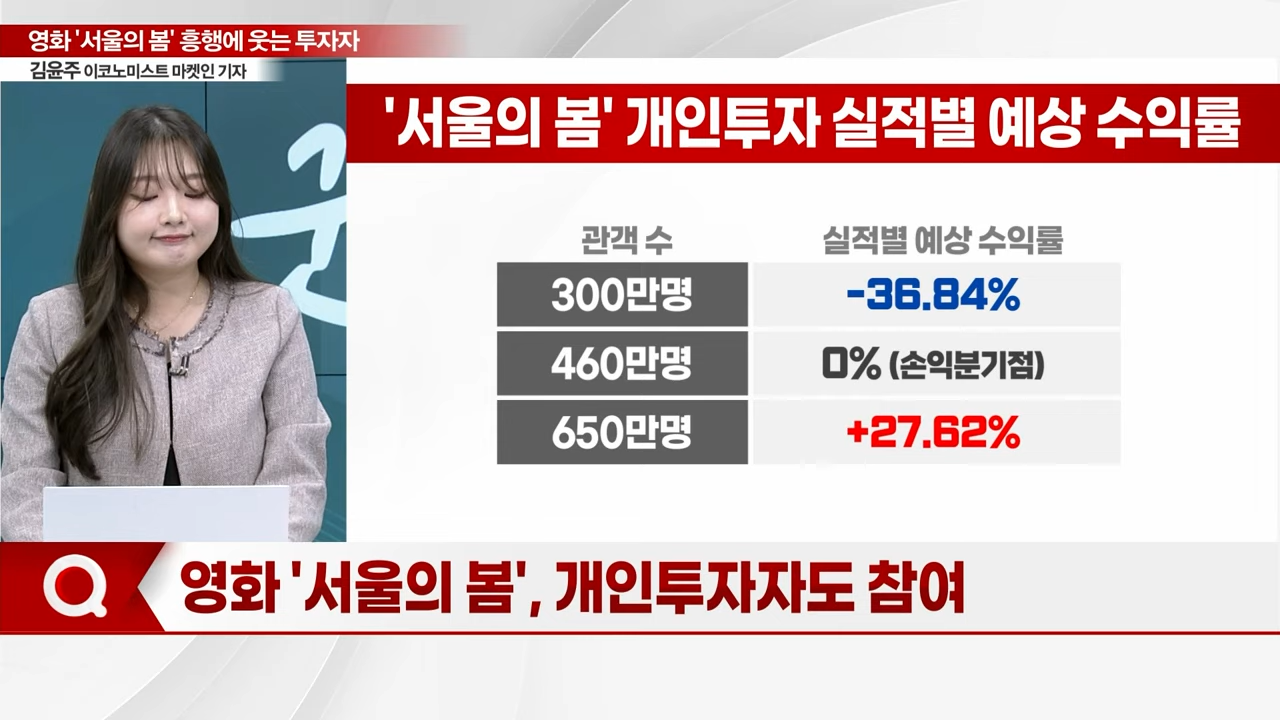 영화 '서울의 봄' 흥행에 웃는 투자자
김윤주 이코노미스트 마켓인 기자
'서울의 봄' 개인투자 실적별 예상 수익률
관객 수 실적별 예상 수익률
300만명 -36.84%
460만명 0% (손익분기점)
650만명 +27.62%
영화 '서울의 봄', 개인투자자도 참여